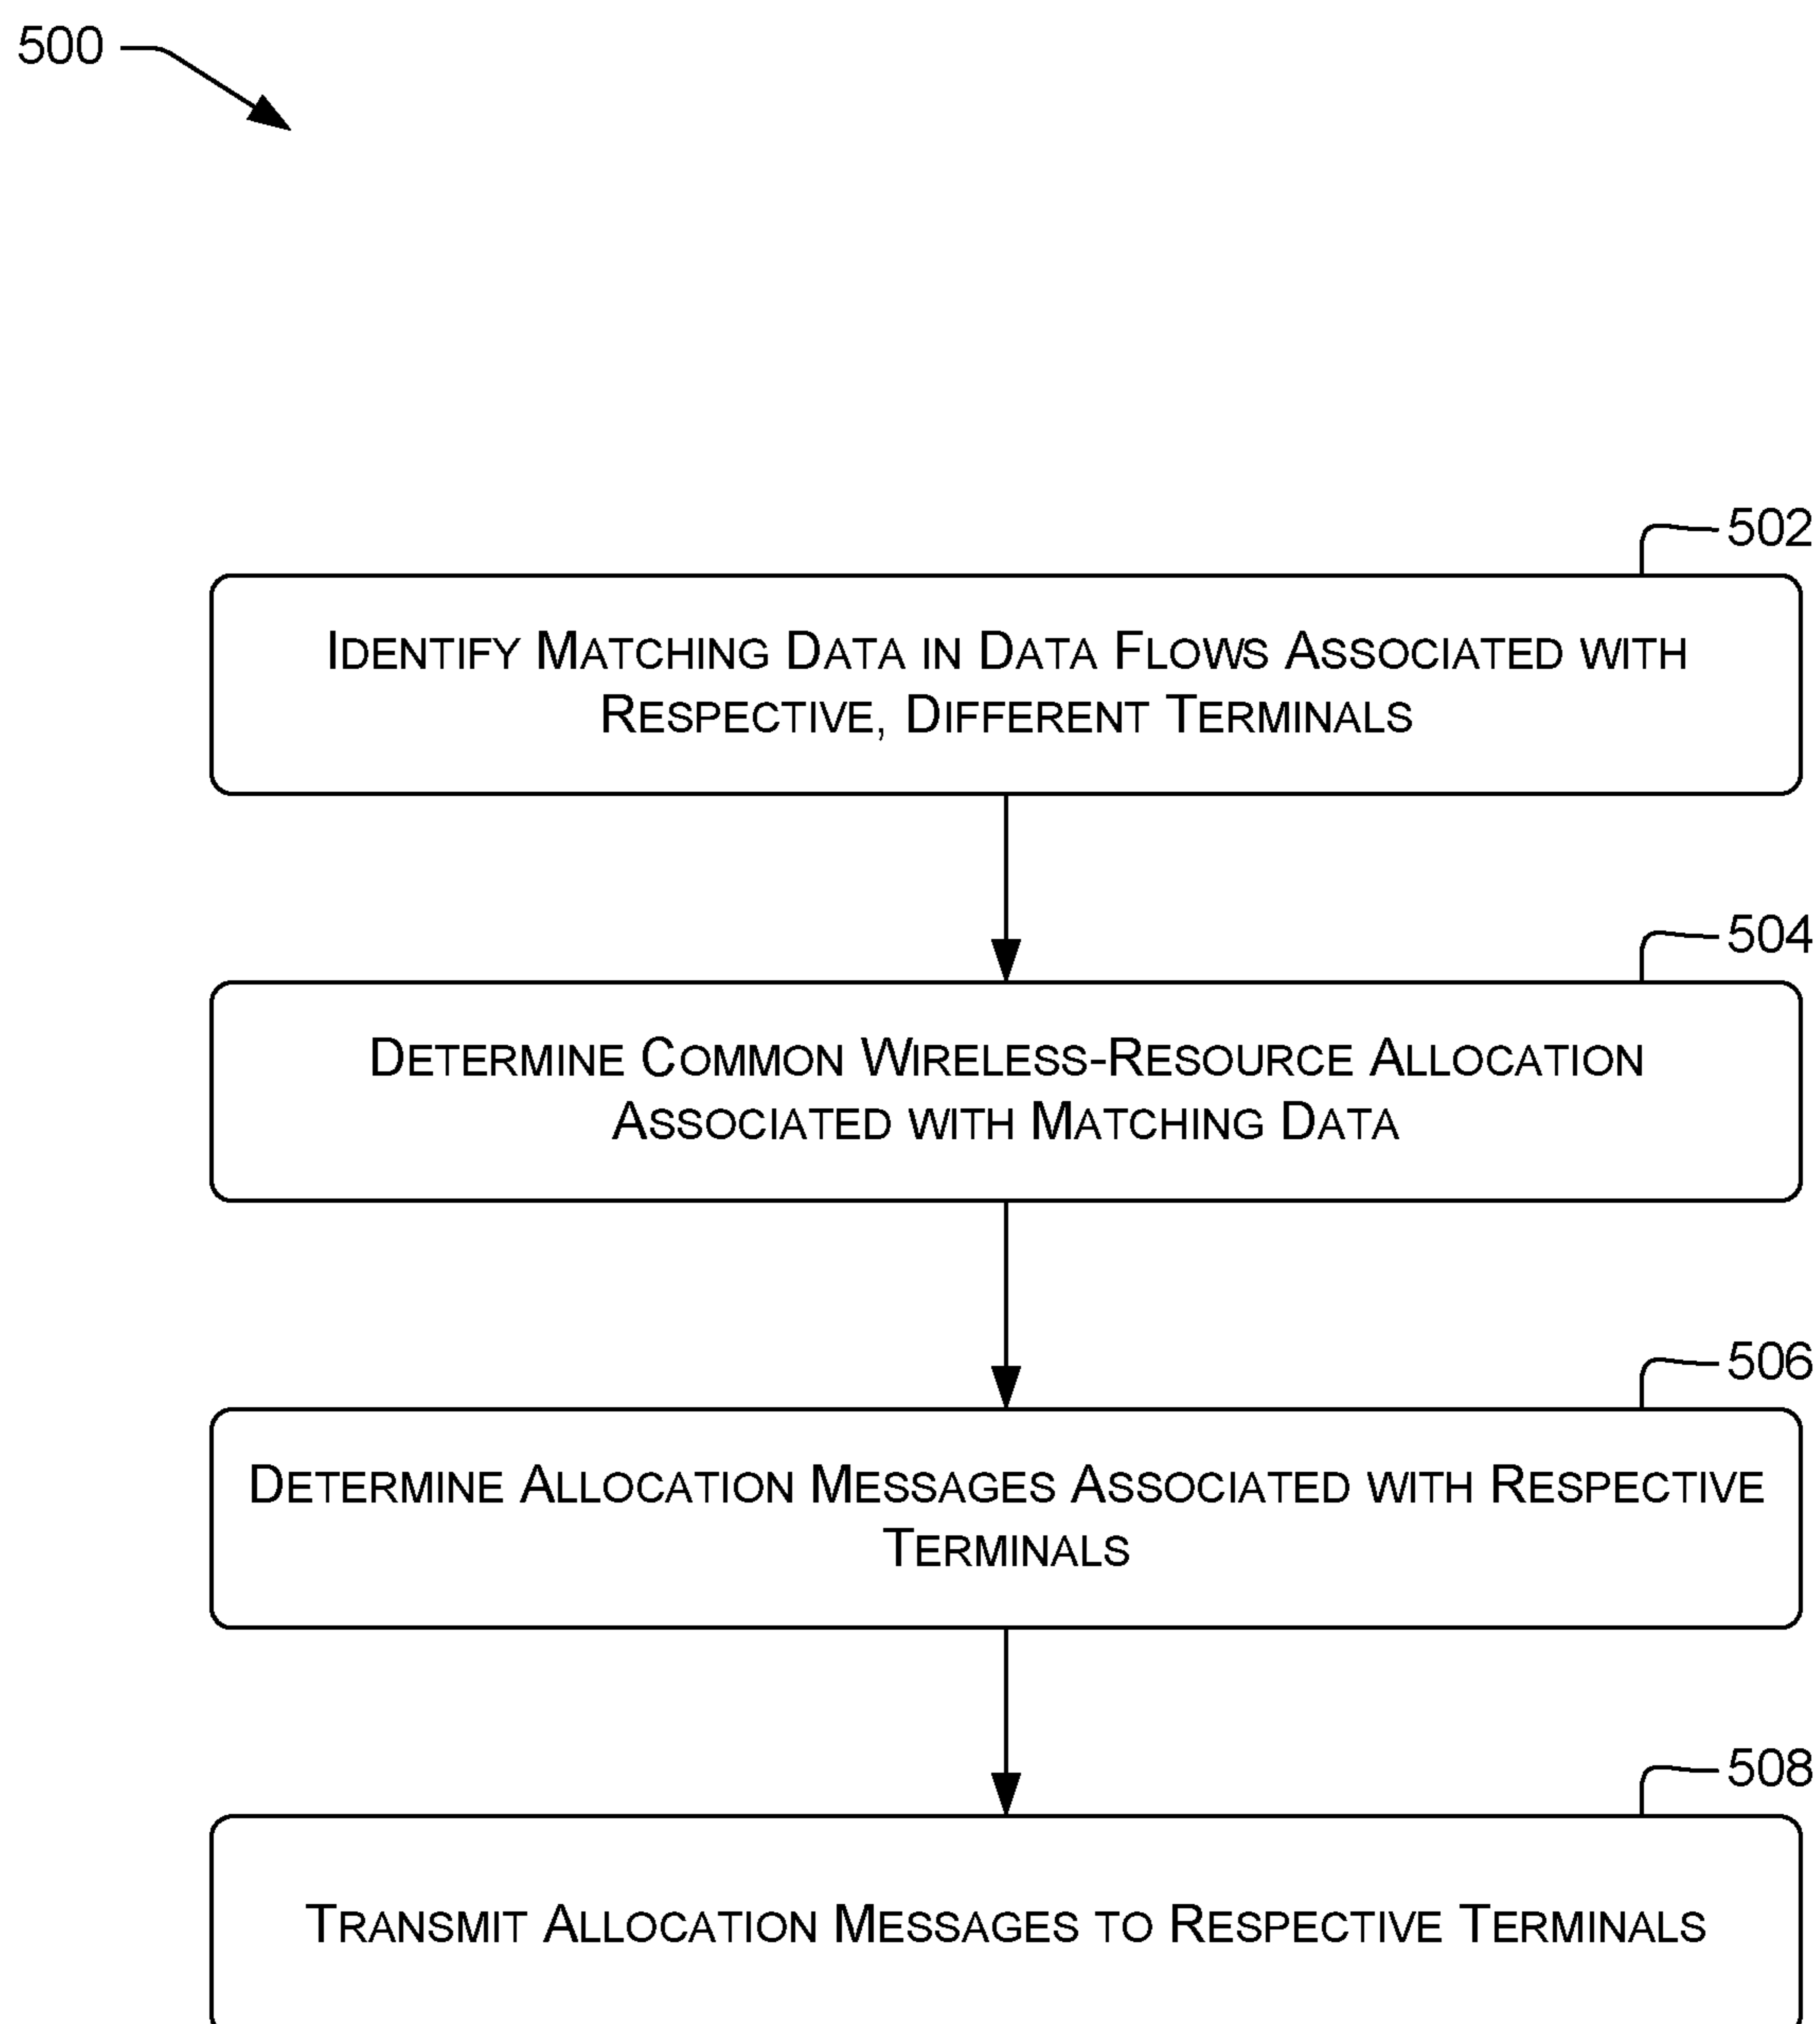 500
502
Identify Matching Data in Data Flows Associated with
Respective, Different Terminals
504
Determine Common Wireless-Resource Allocation
Associated with Matching Data
506
Determine Allocation Messages Associated with Respective
Terminals
508
Transmit Allocation Messages to Respective Terminals